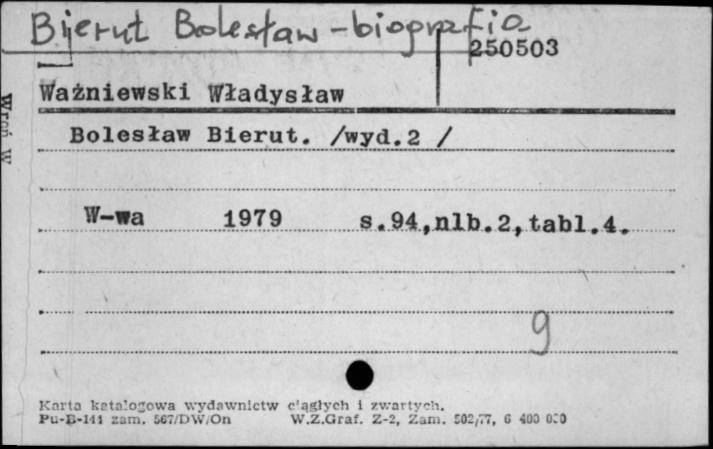 Bierut Bolesław - biografia
250503
Ważniewski Władysław
Bolesław Bierut. /wyd.2 /
W-wa 1979 s.94,nlb.2,tabl.4.
9
Karta katalogowa wydawnictw ciągłych i zwartych.
Pu-B-141 zam. 567/DW/On W.Z.Graf. Z-2, Zam. 502/77, 6 400 000